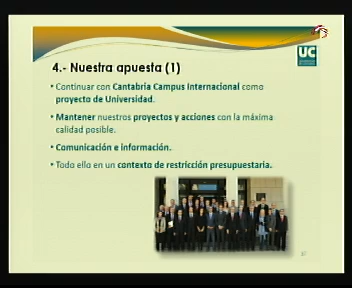 UC
4.- Nuestra apuesta (1)
• Continuar con Cantabria Campus Internacional como
proyecto de Universidad.
• Mantener nuestros proyectos y acciones con la máxima
calidad posible.
• Comunicación e información.
• Todo ello en un contexto de restricción presupuestaria.